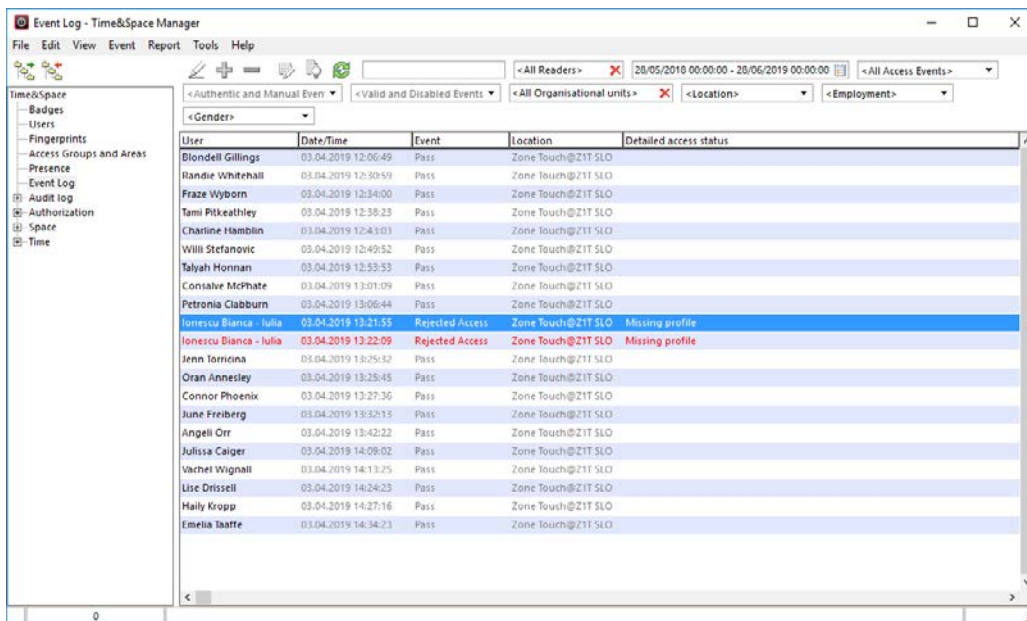 Event Log - Time&Space Manager
File Edit View Event Report Tools Help
<All Readers> 28/05/2018 00:00:00 - 28/06/2019 00:00:00 <All Access Events>
<Authentic and Manual Even <Valid and Disabled Events <All Organisational units> <Location> <Employment>
<Gender>
Time&Space
Badges
Users
Fingerprints
Access Groups and Areas
Presence
Event Log
Audit log
Authorization
Space
Time
User Date/Time Event Location Detailed access status
Blondell Gillings 03.04.2019 12:06:49 Pass Zone Touch@Z1T SLO
Randie Whitehall 03.04.2019 12:30:59 Pass Zone Touch@Z1T SLO
Fraze Wyborn 03.04.2019 12:34:00 Pass Zone Touch@Z1T SLO
Tami Pitkeathley 03.04.2019 12:38:23 Pass Zone Touch@Z1T SLO
Charline Hamblin 03.04.2019 12:43:03 Pass Zone Touch@Z1T SLO
Willi Stefanovic 03.04.2019 12:49:52 Pass Zone Touch@Z1T SLO
Talyah Honnan 03.04.2019 12:53:53 Pass Zone Touch@Z1T SLO
Consalve McPhate 03.04.2019 13:01:09 Pass Zone Touch@Z1T SLO
Petronia Clabburn 03.04.2019 13:06:44 Pass Zone Touch@Z1T SLO
Ionescu Bianca - Iulia 03.04.2019 13:21:55 Rejected Access Zone Touch@Z1T SLO Missing profile
Ionescu Bianca - Iulia 03.04.2019 13:22:09 Rejected Access Zone Touch@Z1T SLO Missing profile
Jenn Torricina 03.04.2019 13:25:32 Pass Zone Touch@Z1T SLO
Oran Annesley 03.04.2019 13:25:45 Pass Zone Touch@Z1T SLO
Connor Phoenix 03.04.2019 13:27:36 Pass Zone Touch@Z1T SLO
June Freiberg 03.04.2019 13:32:13 Pass Zone Touch@Z1T SLO
Angeli Orr 03.04.2019 13:42:22 Pass Zone Touch@Z1T SLO
Julissa Caiger 03.04.2019 14:09:02 Pass Zone Touch@Z1T SLO
Vachel Wignall 03.04.2019 14:13:25 Pass Zone Touch@Z1T SLO
Lise Drissell 03.04.2019 14:24:23 Pass Zone Touch@Z1T SLO
Haily Kropp 03.04.2019 14:27:16 Pass Zone Touch@Z1T SLO
Emelia Taaffe 03.04.2019 14:34:23 Pass Zone Touch@Z1T SLO
0